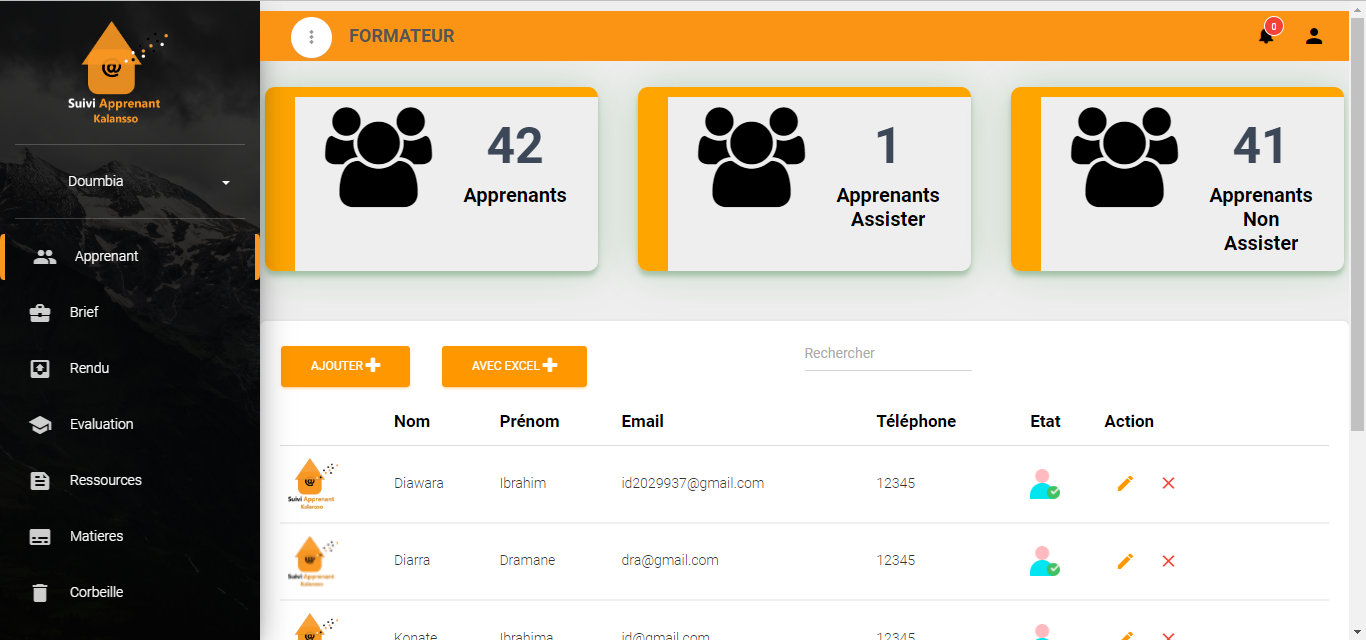 @
Suivi Apprenant
Kalansso
Doumbia
Apprenant
Brief
Rendu
Evaluation
Ressources
Matieres
Corbeille
FORMATEUR
0
42
Apprenants
1
Apprenants
Assister
41
Apprenants
Non
Assister
AJOUTER
AVEC EXCEL
Rechercher
Nom Prénom Email Téléphone Etat Action
@
Suivi Apprenant
Kalansso
Diawara Ibrahim id2029937@gmail.com 12345
@
Suivi Apprenant
Kalansso
Diarra Dramane dra@gmail.com 12345
Konate Ibrahima id@gmail.com 12345